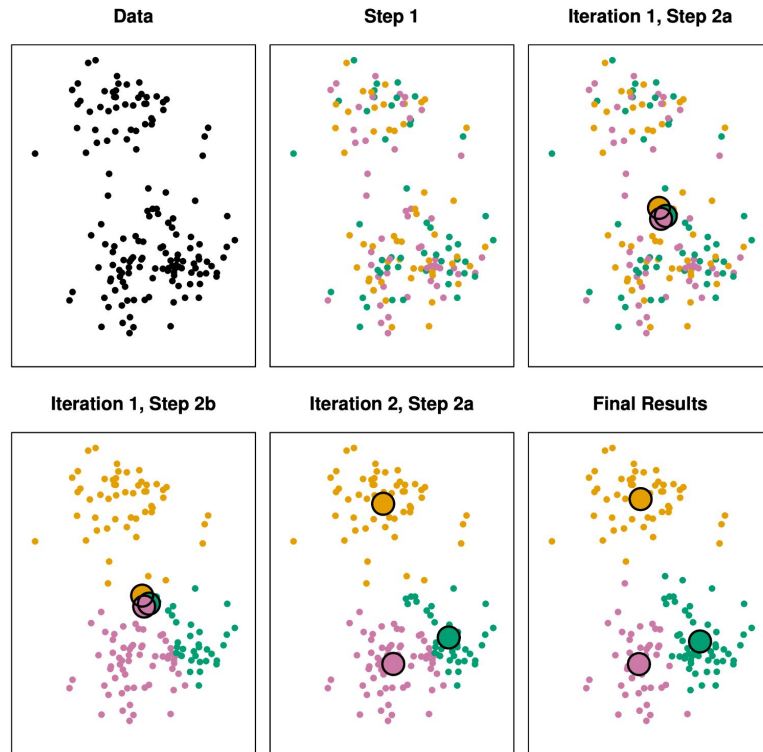 Data
Step 1
Iteration 1, Step 2a
Iteration 1, Step 2b
Iteration 2, Step 2a
Final Results